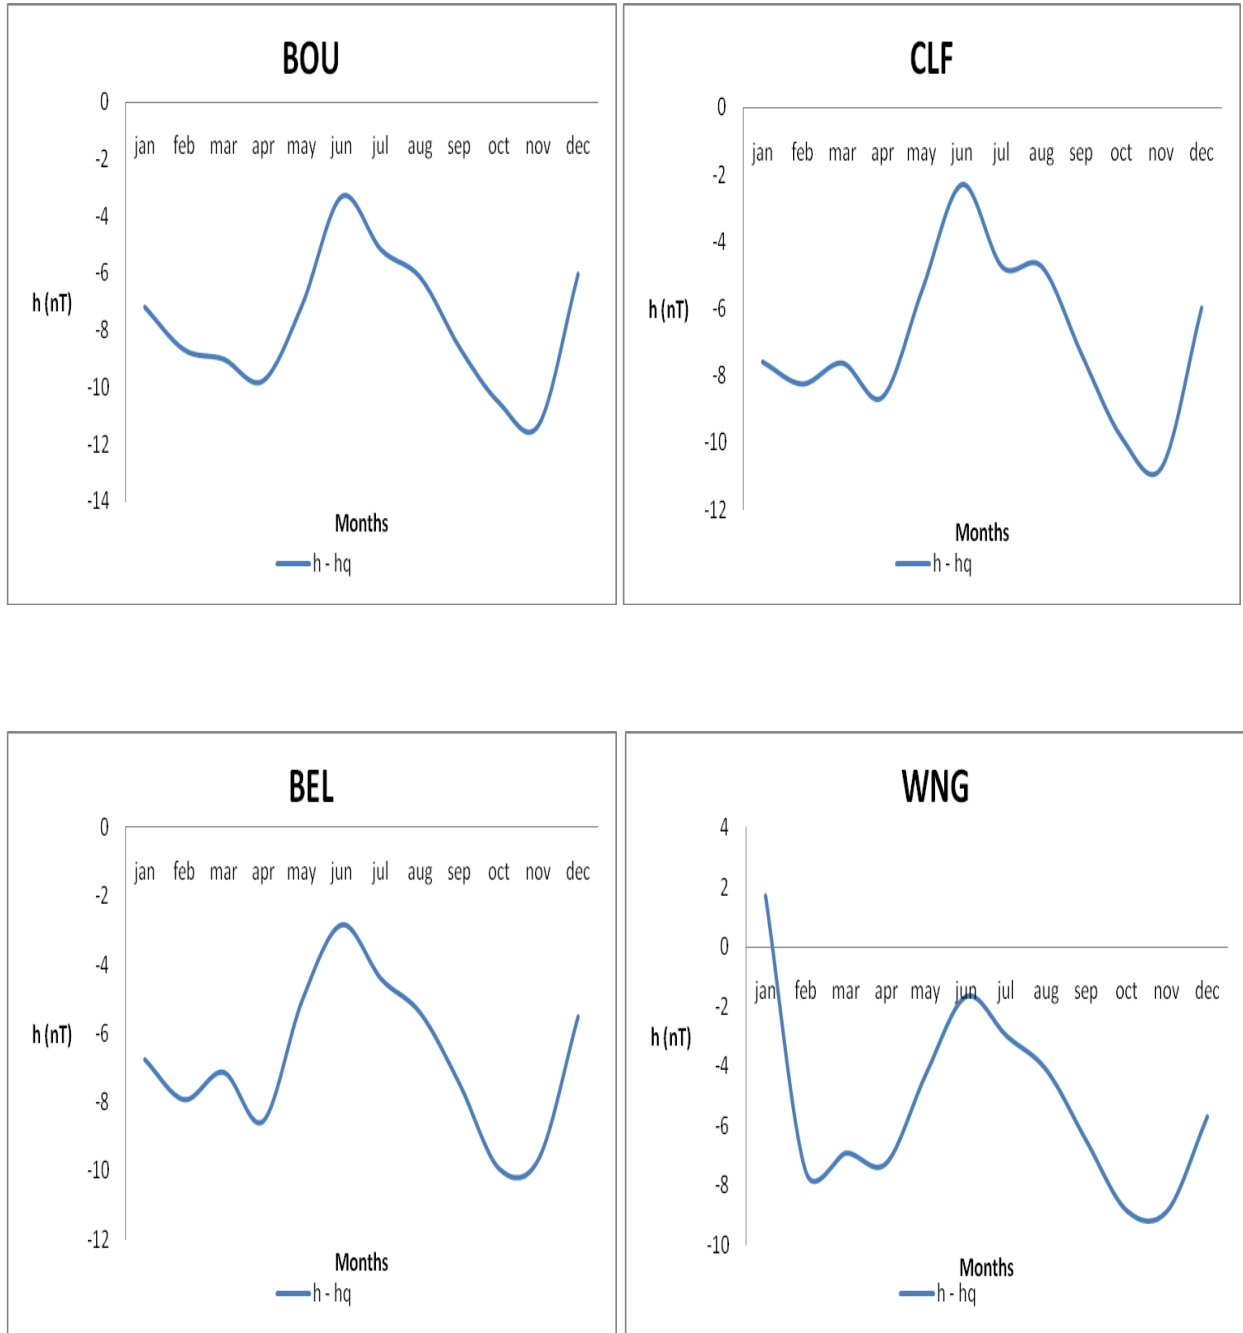 BOU
0
jan feb mar apr may jun jul aug sep oct nov dec
-2
-4
-6
h (nT)
-8
-10
-12
-14
Months
h - hq
CLF
0
jan feb mar apr may jun jul aug sep oct nov dec
-2
-4
-6
h (nT)
-8
-10
-12
Months
h - hq
BEL
0
jan feb mar apr may jun jul aug sep oct nov dec
-2
-4
-6
h (nT)
-8
-10
-12
Months
h - hq
WNG
4
2
0
jan feb mar apr may jun jul aug sep oct nov dec
-2
h (nT)
-4
-6
-8
-10
Months
h - hq